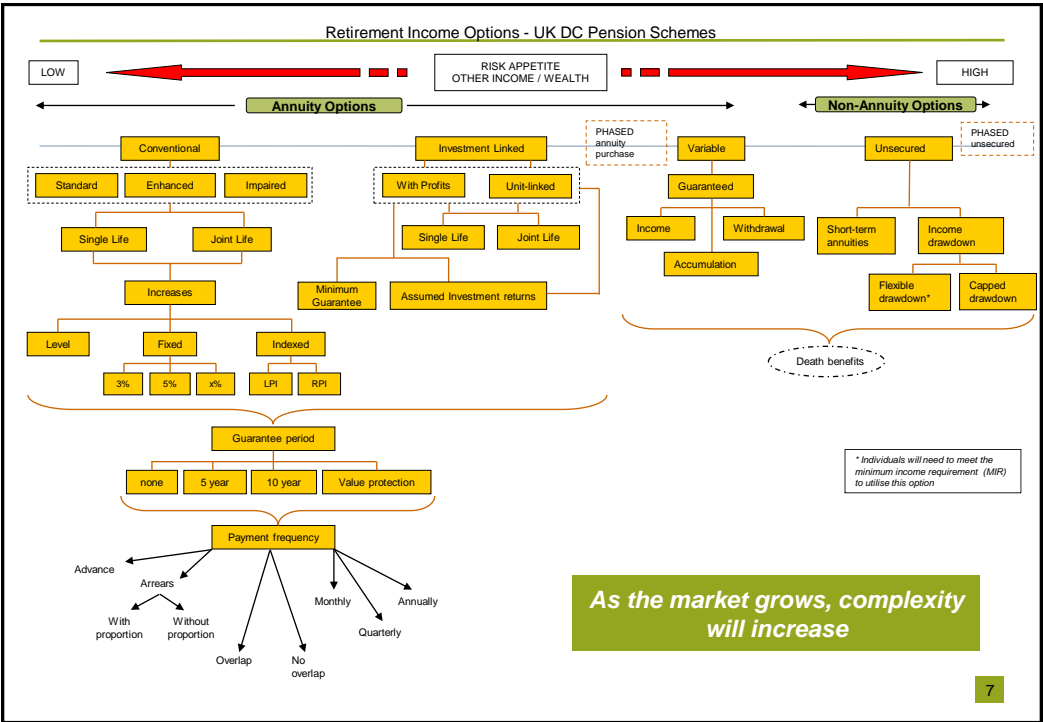 Retirement Income Options - UK DC Pension Schemes
LOW
RISK APPETITE
OTHER INCOME / WEALTH
HIGH
Annuity Options
Non-Annuity Options
Conventional
Investment Linked
PHASED
annuity
purchase
Variable
Unsecured
PHASED
unsecured
Standard
Enhanced
Impaired
With Profits
Unit-linked
Guaranteed
Single Life
Joint Life
Single Life
Joint Life
Income
Withdrawal
Short-term
annuities
Income
drawdown
Accumulation
Increases
Minimum
Guarantee
Assumed Investment returns
Flexible
drawdown*
Capped
drawdown
Level
Fixed
Indexed
Death benefits
3%
5%
x%
LPI
RPI
Guarantee period
none
5 year
10 year
Value protection
* Individuals will need to meet the
minimum income requirement (MIR)
to utilise this option
Payment frequency
Advance
Arrears
With
proportion
Without
proportion
Overlap
No
overlap
Monthly
Quarterly
Annually
As the market grows, complexity
will increase
7